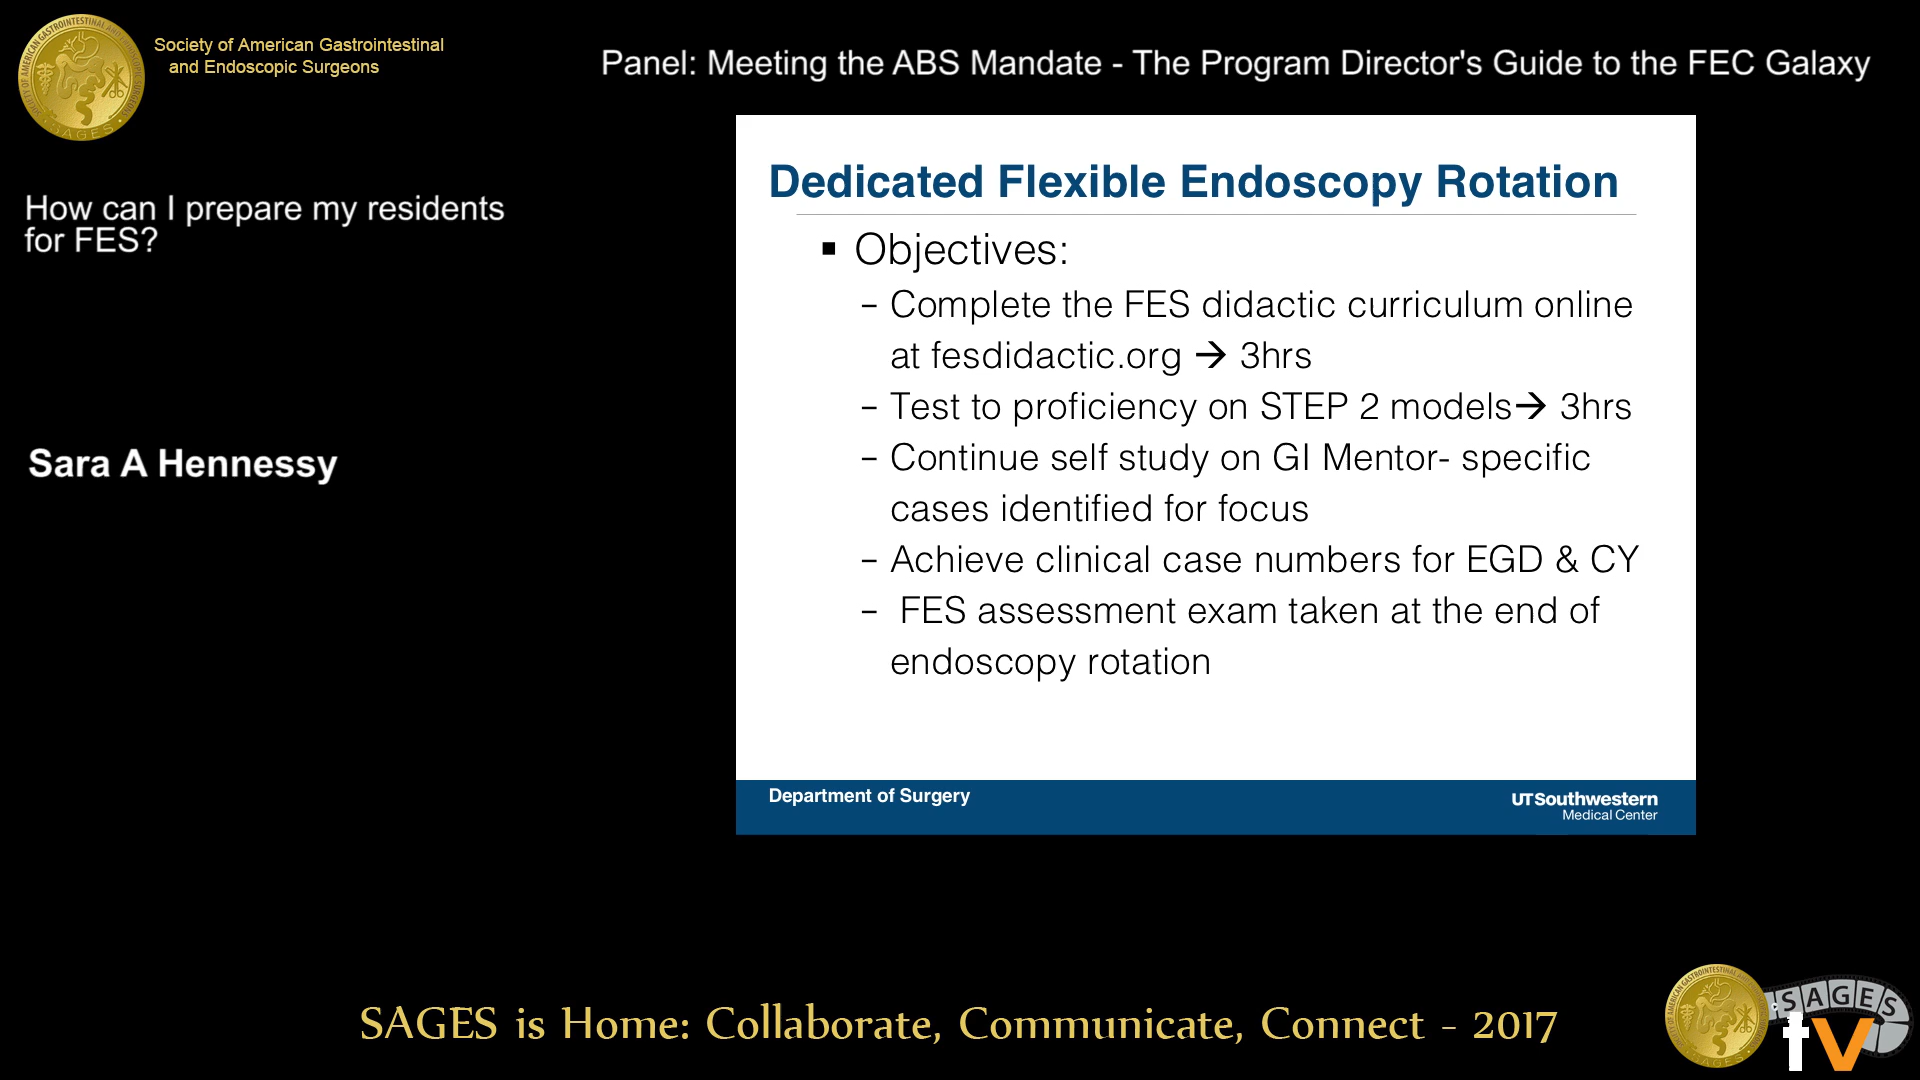 Society of American Gastrointestinal
and Endoscopic Surgeons
Panel: Meeting the ABS Mandate - The Program Director's Guide to the FEC Galaxy
How can I prepare my residents
for FES?
Sara A Hennessy
Dedicated Flexible Endoscopy Rotation
▪ Objectives:
– Complete the FES didactic curriculum online
at fesdidactic.org → 3hrs
– Test to proficiency on STEP 2 models→ 3hrs
– Continue self study on GI Mentor- specific
cases identified for focus
– Achieve clinical case numbers for EGD & CY
– FES assessment exam taken at the end of
endoscopy rotation
Department of Surgery
UTSouthwestern
Medical Center
SAGES is Home: Collaborate, Communicate, Connect - 2017
SAGES
tv